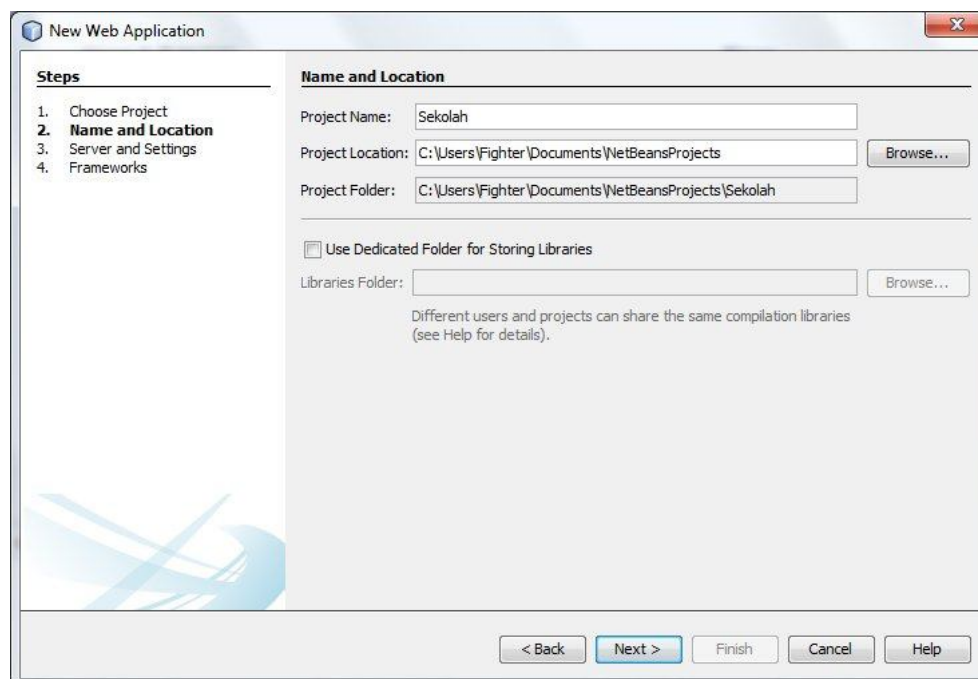 New Web Application
Steps
1. Choose Project
2. Name and Location
3. Server and Settings
4. Frameworks
Name and Location
Project Name: Sekolah
Project Location: C:\Users\Fighter\Documents\NetBeansProjects Browse...
Project Folder: C:\Users\Fighter\Documents\NetBeansProjects\Sekolah
Use Dedicated Folder for Storing Libraries
Libraries Folder: Browse...
Different users and projects can share the same compilation libraries
(see Help for details).
< Back Next > Finish Cancel Help